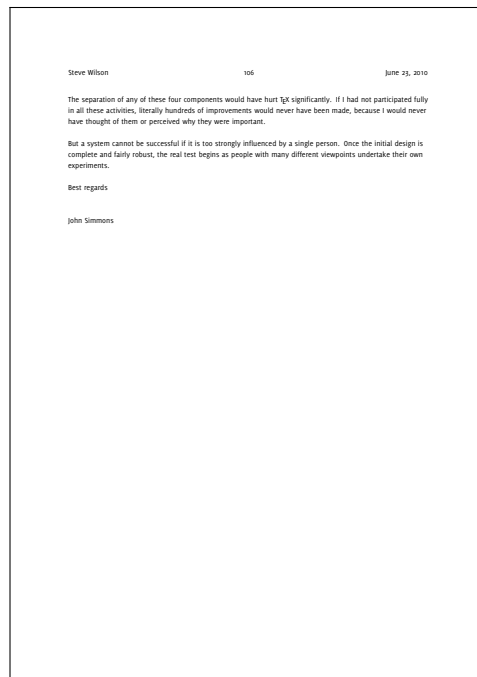 Steve Wilson 106 June 23, 2010
The separation of any of these four components would have hurt TEX significantly. If I had not participated fully
in all these activities, literally hundreds of improvements would never have been made, because I would never
have thought of them or perceived why they were important.
But a system cannot be successful if it is too strongly influenced by a single person. Once the initial design is
complete and fairly robust, the real test begins as people with many different viewpoints undertake their own
experiments.
Best regards
John Simmons